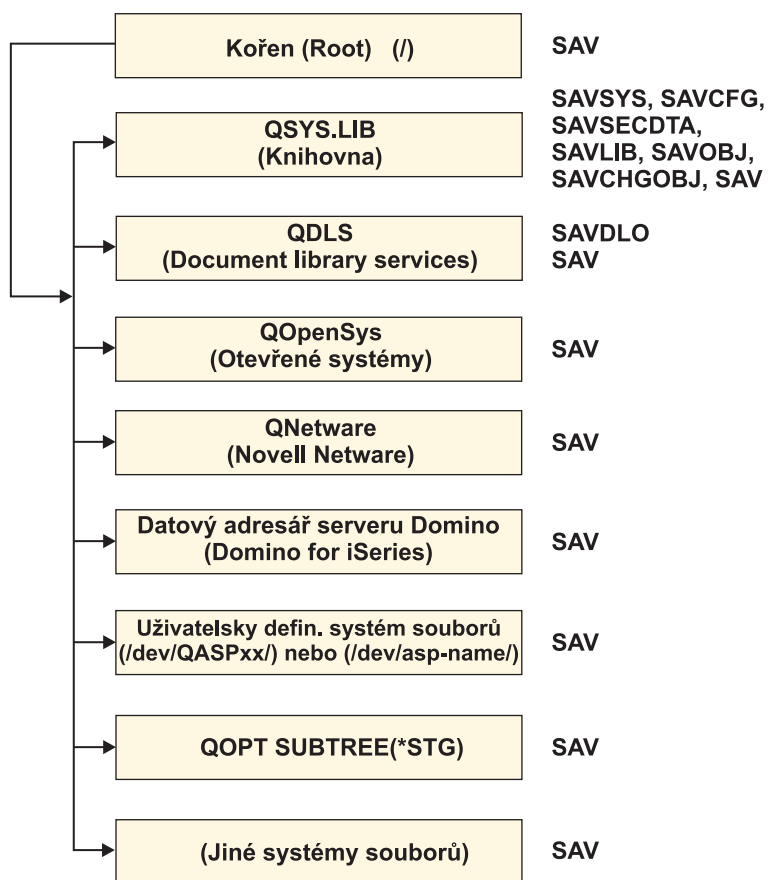 Kořen (Root) (/)
SAV
QSYS.LIB
(Knihovna)
SAVSYS, SAVCFG,
SAVSECDTA,
SAVLIB, SAVOBJ,
SAVCHGOBJ, SAV
QDLS
(Document library services)
SAVDLO
SAV
QOpenSys
(Otevřené systémy)
SAV
QNetware
(Novell Netware)
SAV
Datový adresář serveru Domino
(Domino for iSeries)
SAV
Uživatelsky defin. systém souborů
(/dev/QASPxx/) nebo (/dev/asp-name/)
SAV
QOPT SUBTREE(*STG)
SAV
(Jiné systémy souborů)
SAV